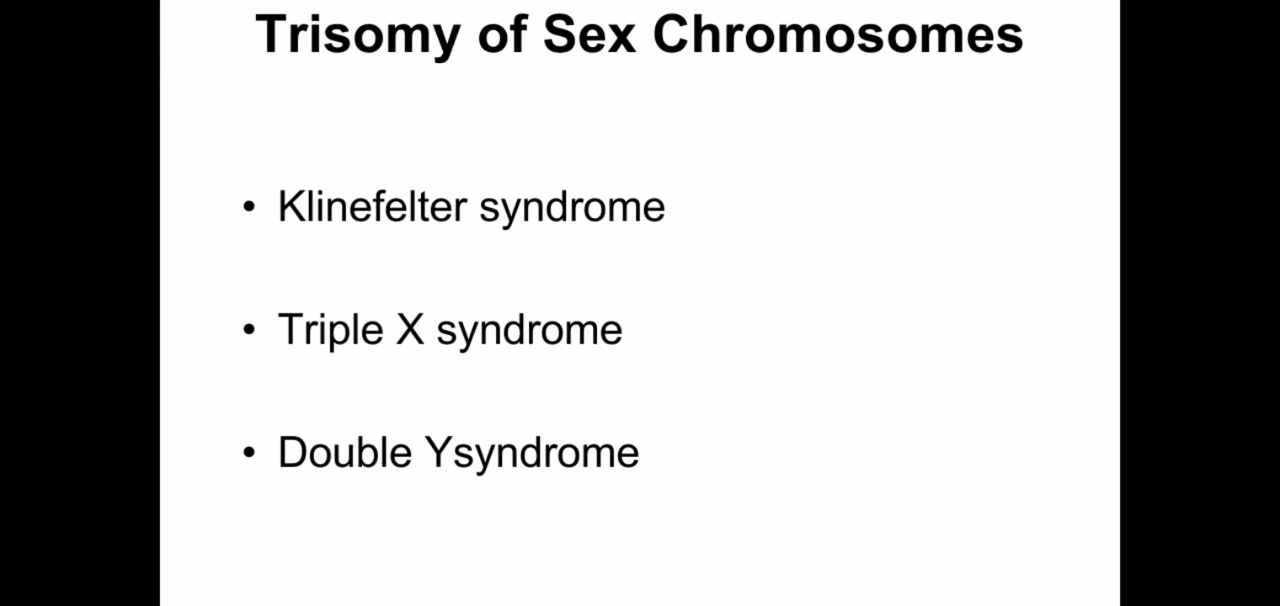 Trisomy of Sex Chromosomes
• Klinefelter syndrome
• Triple X syndrome
• Double Ysyndrome